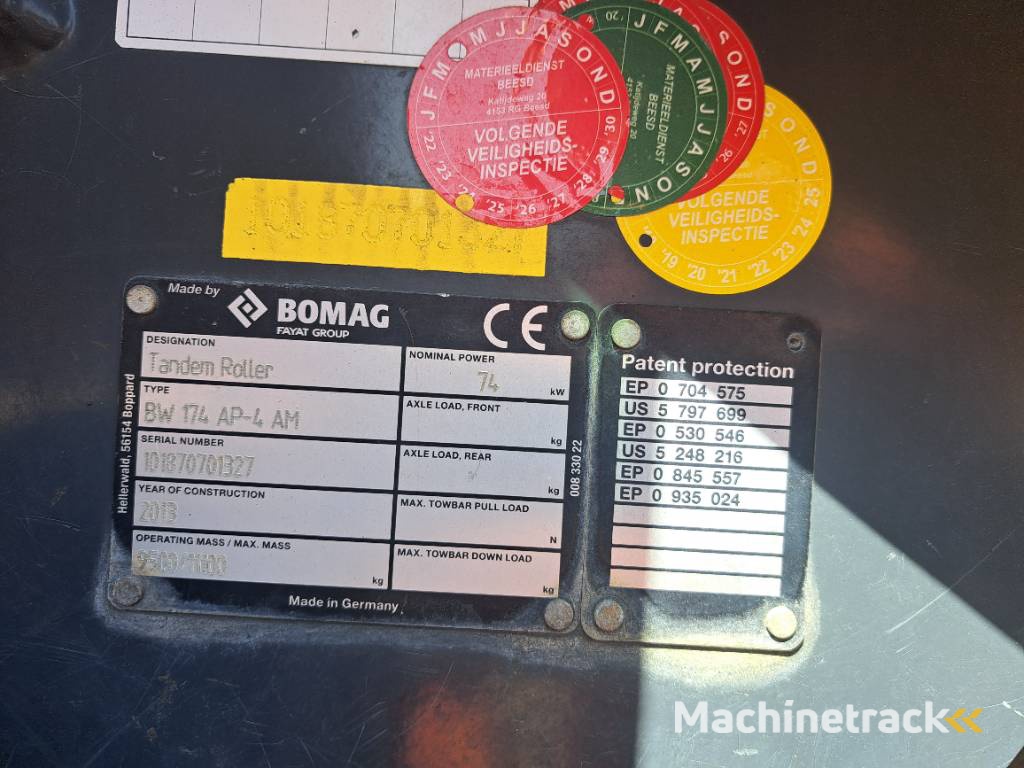 J F M A M J J A S O N D
MATERIEELDIENST
BEESD
Kalijdeweg 20
4153 RG Beesd
VOLGENDE
VEILIGHEIDS-
INSPECTIE
'22 '23 '25 '26 '27 '28 '29 '30
20
J F M A M J J A S O N
MATERIEELDIENST
BEESD
A S O N D
'26 '27
S O N D
VOLGENDE
VEILIGHEIDS-
INSPECTIE
'19 '20 '21 '22 '23 '24 25
Made by
BOMAG
FAYAT GROUP
CE
Hellerwald, 56154 Boppard
DESIGNATION
Tandem Roller
TYPE
BW 174 AP-4 AM
SERIAL NUMBER
101870701327
YEAR OF CONSTRUCTION
2013
OPERATING MASS / MAX. MASS
kg
NOMINAL POWER
74
kW
AXLE LOAD, FRONT
kg
AXLE LOAD, REAR
kg
MAX. TOWBAR PULL LOAD
N
MAX. TOWBAR DOWN LOAD
kg
008 330 22
Made in Germany
Patent protection
EP 0 704 575
US 5 797 699
EP 0 530 546
US 5 248 216
EP 0 845 557
EP 0 935 024
Machinetrack